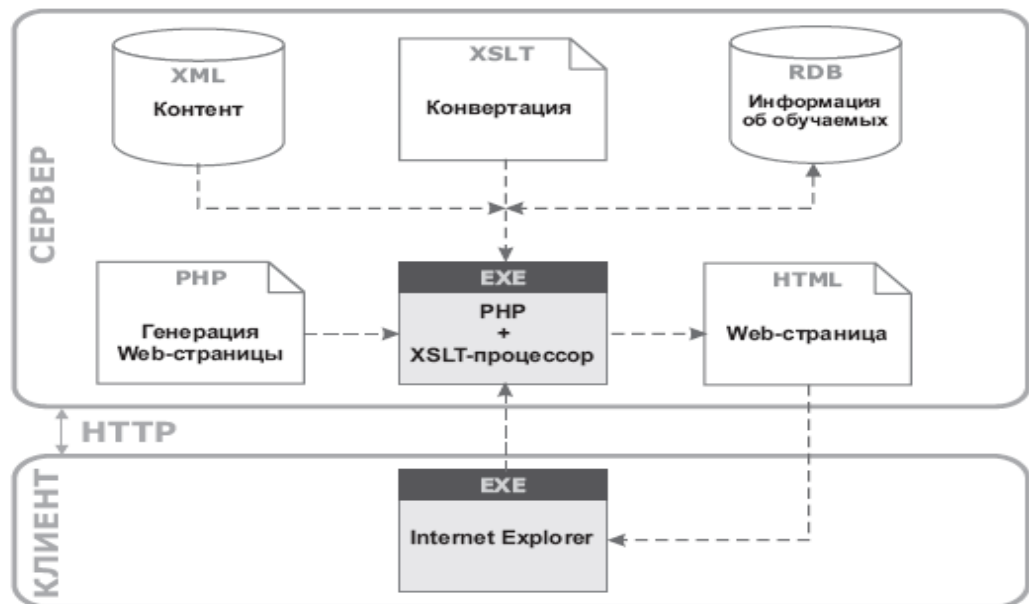 СЕРВЕР
XML
Контент
XSLT
Конвертация
RDB
Информация
об обучаемых
PHP
Генерация
Web-страницы
EXE
PHP
+
XSLT-процессор
HTML
Web-страница
HTTP
КЛИЕНТ
EXE
Internet Explorer